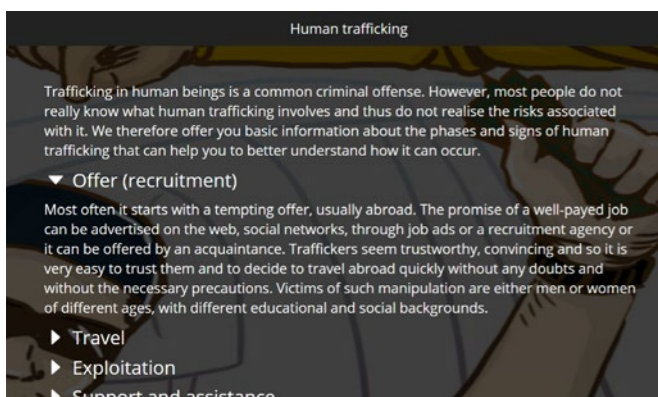 Human trafficking
Trafficking in human beings is a common criminal offense. However, most people do not
really know what human trafficking involves and thus do not realise the risks associated
with it. We therefore offer you basic information about the phases and signs of human
trafficking that can help you to better understand how it can occur.
Offer (recruitment)
Most often it starts with a tempting offer, usually abroad. The promise of a well-payed job
can be advertised on the web, social networks, through job ads or a recruitment agency or
it can be offered by an acquaintance. Traffickers seem trustworthy, convincing and so it is
very easy to trust them and to decide to travel abroad quickly without any doubts and
without the necessary precautions. Victims of such manipulation are either men or women
of different ages, with different educational and social backgrounds.
Travel
Exploitation
Support and assistance